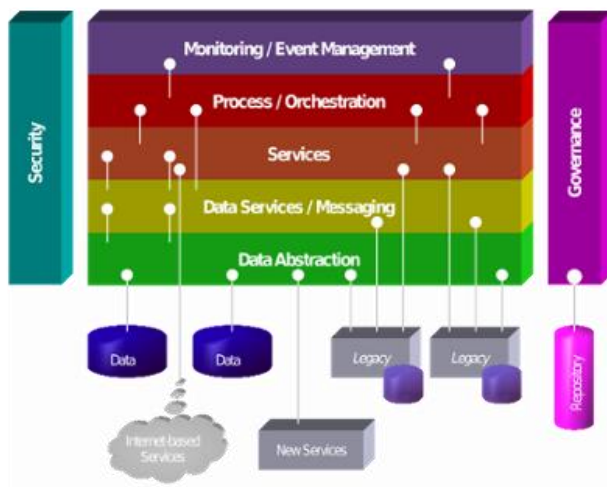 Security
Monitoring / Event Management
Process / Orchestration
Services
Data Services / Messaging
Data Abstraction
Governance
Data
Data
Legacy
Legacy
Repository
Internet-based
Services
New Services